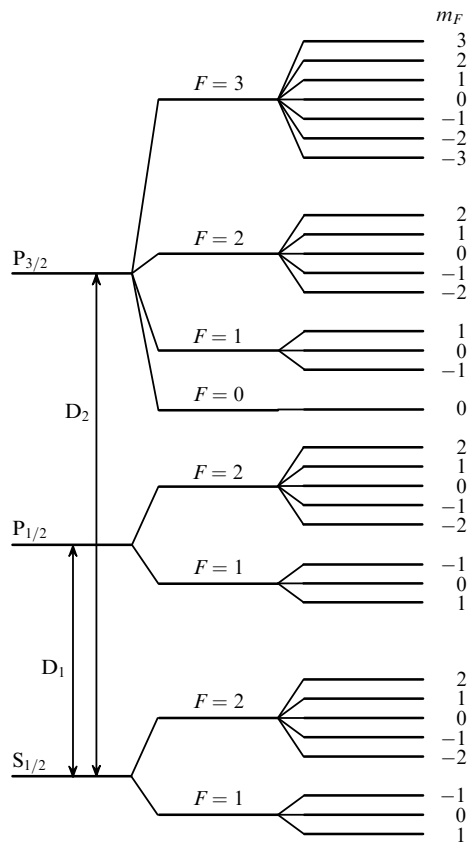 m_F
3
2
F = 3 1
0
−1
−2
−3
2
F = 2 1
P_{3/2} 0
−1
−2
1
F = 1 0
−1
F = 0 0
D_2
2
F = 2 1
0
−1
P_{1/2} −2
−1
F = 1 0
1
D_1
2
F = 2 1
0
−1
S_{1/2} −2
−1
F = 1 0
1